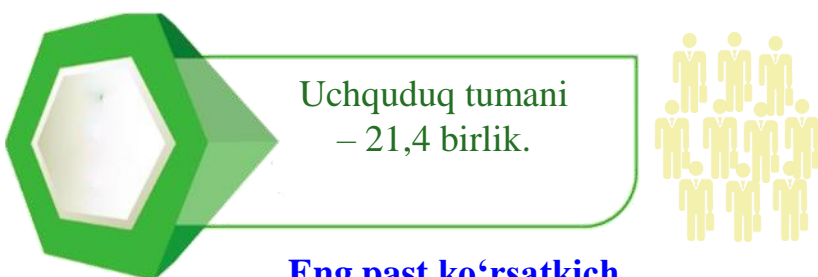 Uchquduq tumani
– 21,4 birlik.
Eng past ko‘rsatkich